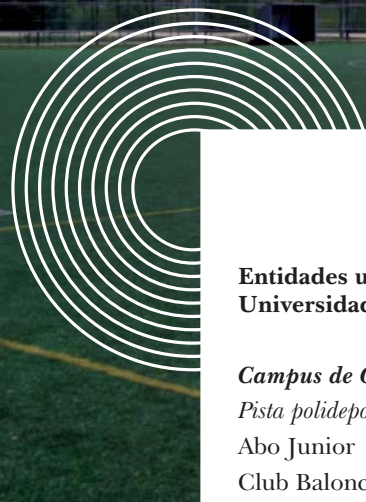 Entidades u
Universidad
Campus de
Pista polidepo
Abo Junior
Club Balonc